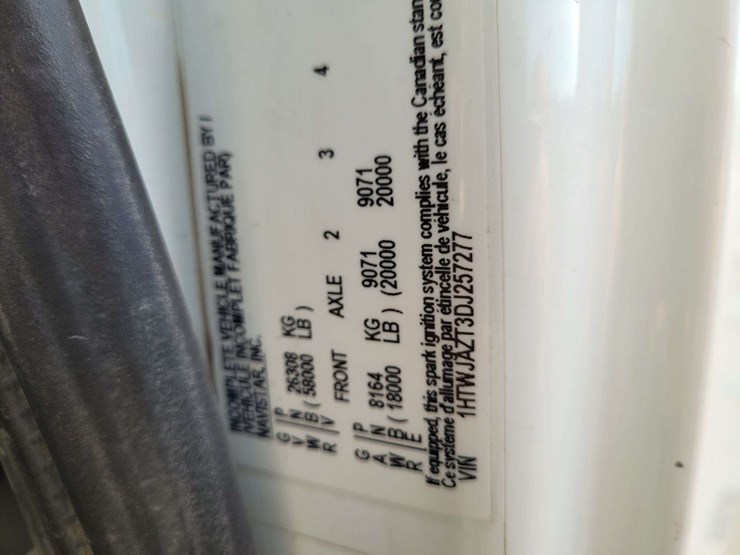 INCOMPLETE VEHICLE MANUFACTURED BY /
(VEHICULE INCOMPLET FABRIQUE PAR)
NAVISTAR, INC.
G P 26308 KG
V N
W B ( 58000 LB )
R V
FRONT AXLE 2 3 4
G P 8164 KG 9071 9071
A N
W B ( 18000 LB ) (20000 20000
R E
If equipped, this spark ignition system complies with the Canadian stan
Ce système d'allumage par étincelle de véhicule, le cas échéant, est co
VIN 1HTWJAZT3DJ257277